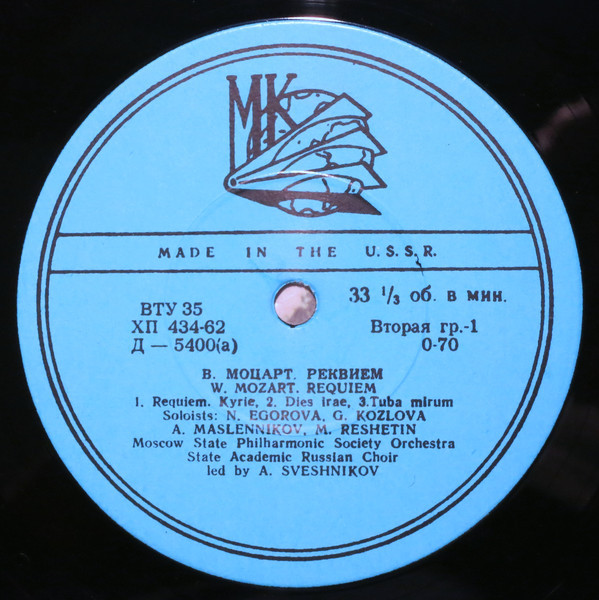 МК
MADE IN THE U.S.S.R.
33 1/3 об. в мин.
ВТУ 35
ХП 434-62
Д — 5400(а)
Вторая гр.-1
0-70
В. МОЦАРТ. РЕКВИЕМ
W. MOZART. REQUIEM
1. Requiem. Kyrie, 2. Dies irae, 3.Tuba mirum
Soloists: N. EGOROVA, G. KOZLOVA
A. MASLENNIKOV, M. RESHETIN
Moscow State Philharmonic Society Orchestra
State Academic Russian Choir
led by A. SVESHNIKOV